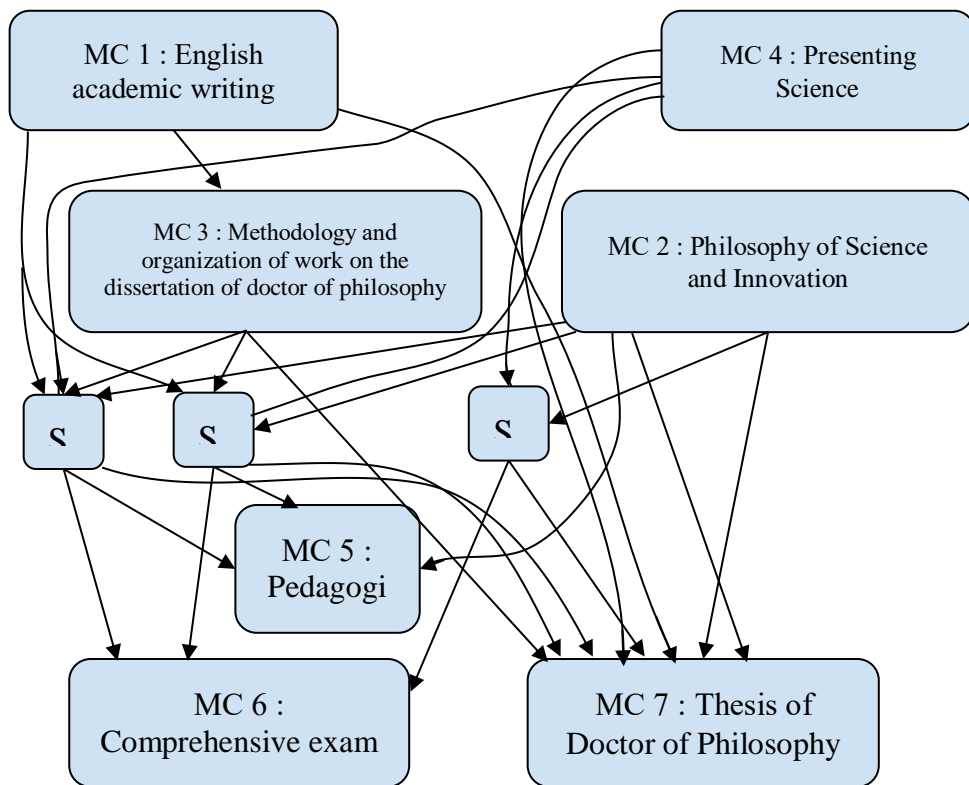 MC 1 : English
academic writing
MC 4 : Presenting
Science
MC 3 : Methodology and
organization of work on the
dissertation of doctor of philosophy
MC 2 : Philosophy of Science
and Innovation
S
S
S
MC 5 :
Pedagogi
MC 6 :
Comprehensive exam
MC 7 : Thesis of
Doctor of Philosophy